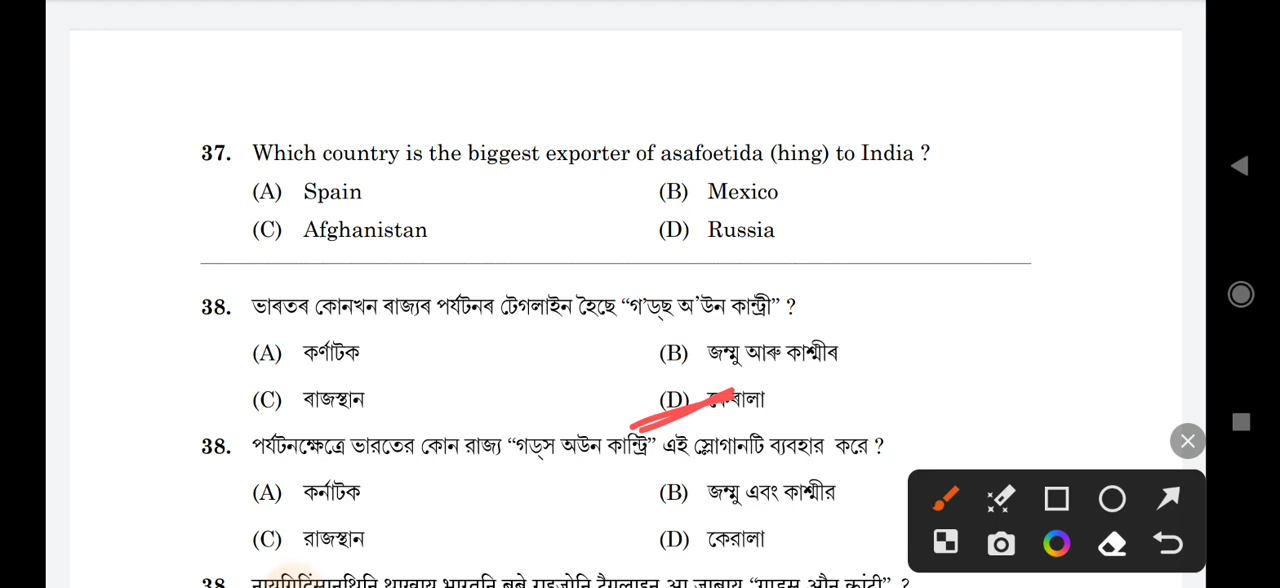 37. Which country is the biggest exporter of asafoetida (hing) to India ?
(A) Spain (B) Mexico
(C) Afghanistan (D) Russia
38. ভাৰতৰ কোনখন ৰাজ্যৰ পৰ্যটনৰ টেগলাইন হৈছে “গ’ড্ছ অ’উন কান্ট্ৰী” ?
(A) কৰ্ণাটক (B) জম্মু আৰু কাশ্মীৰ
(C) ৰাজস্থান (D) কেৰালা
38. পর্যটনক্ষেত্রে ভারতের কোন রাজ্য “গড্স অউন কান্ট্রি” এই স্লোগানটি ব্যবহার করে ?
(A) কর্নাটক (B) জম্মু এবং কাশ্মীর
(C) রাজস্থান (D) কেরালা
38.